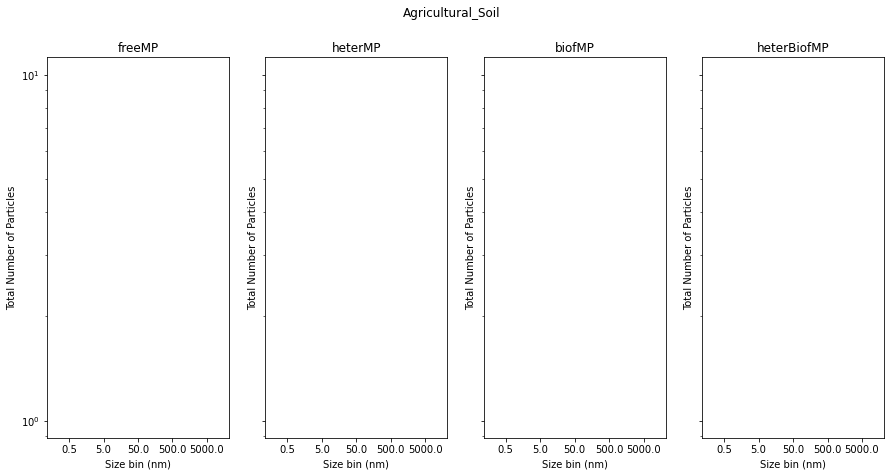 Agricultural_Soil
freeMP
heterMP
biofMP
heterBiofMP
10¹
10⁰
Total Number of Particles
Total Number of Particles
Total Number of Particles
Total Number of Particles
0.5 5.0 50.0 500.0 5000.0
0.5 5.0 50.0 500.0 5000.0
0.5 5.0 50.0 500.0 5000.0
0.5 5.0 50.0 500.0 5000.0
Size bin (nm)
Size bin (nm)
Size bin (nm)
Size bin (nm)